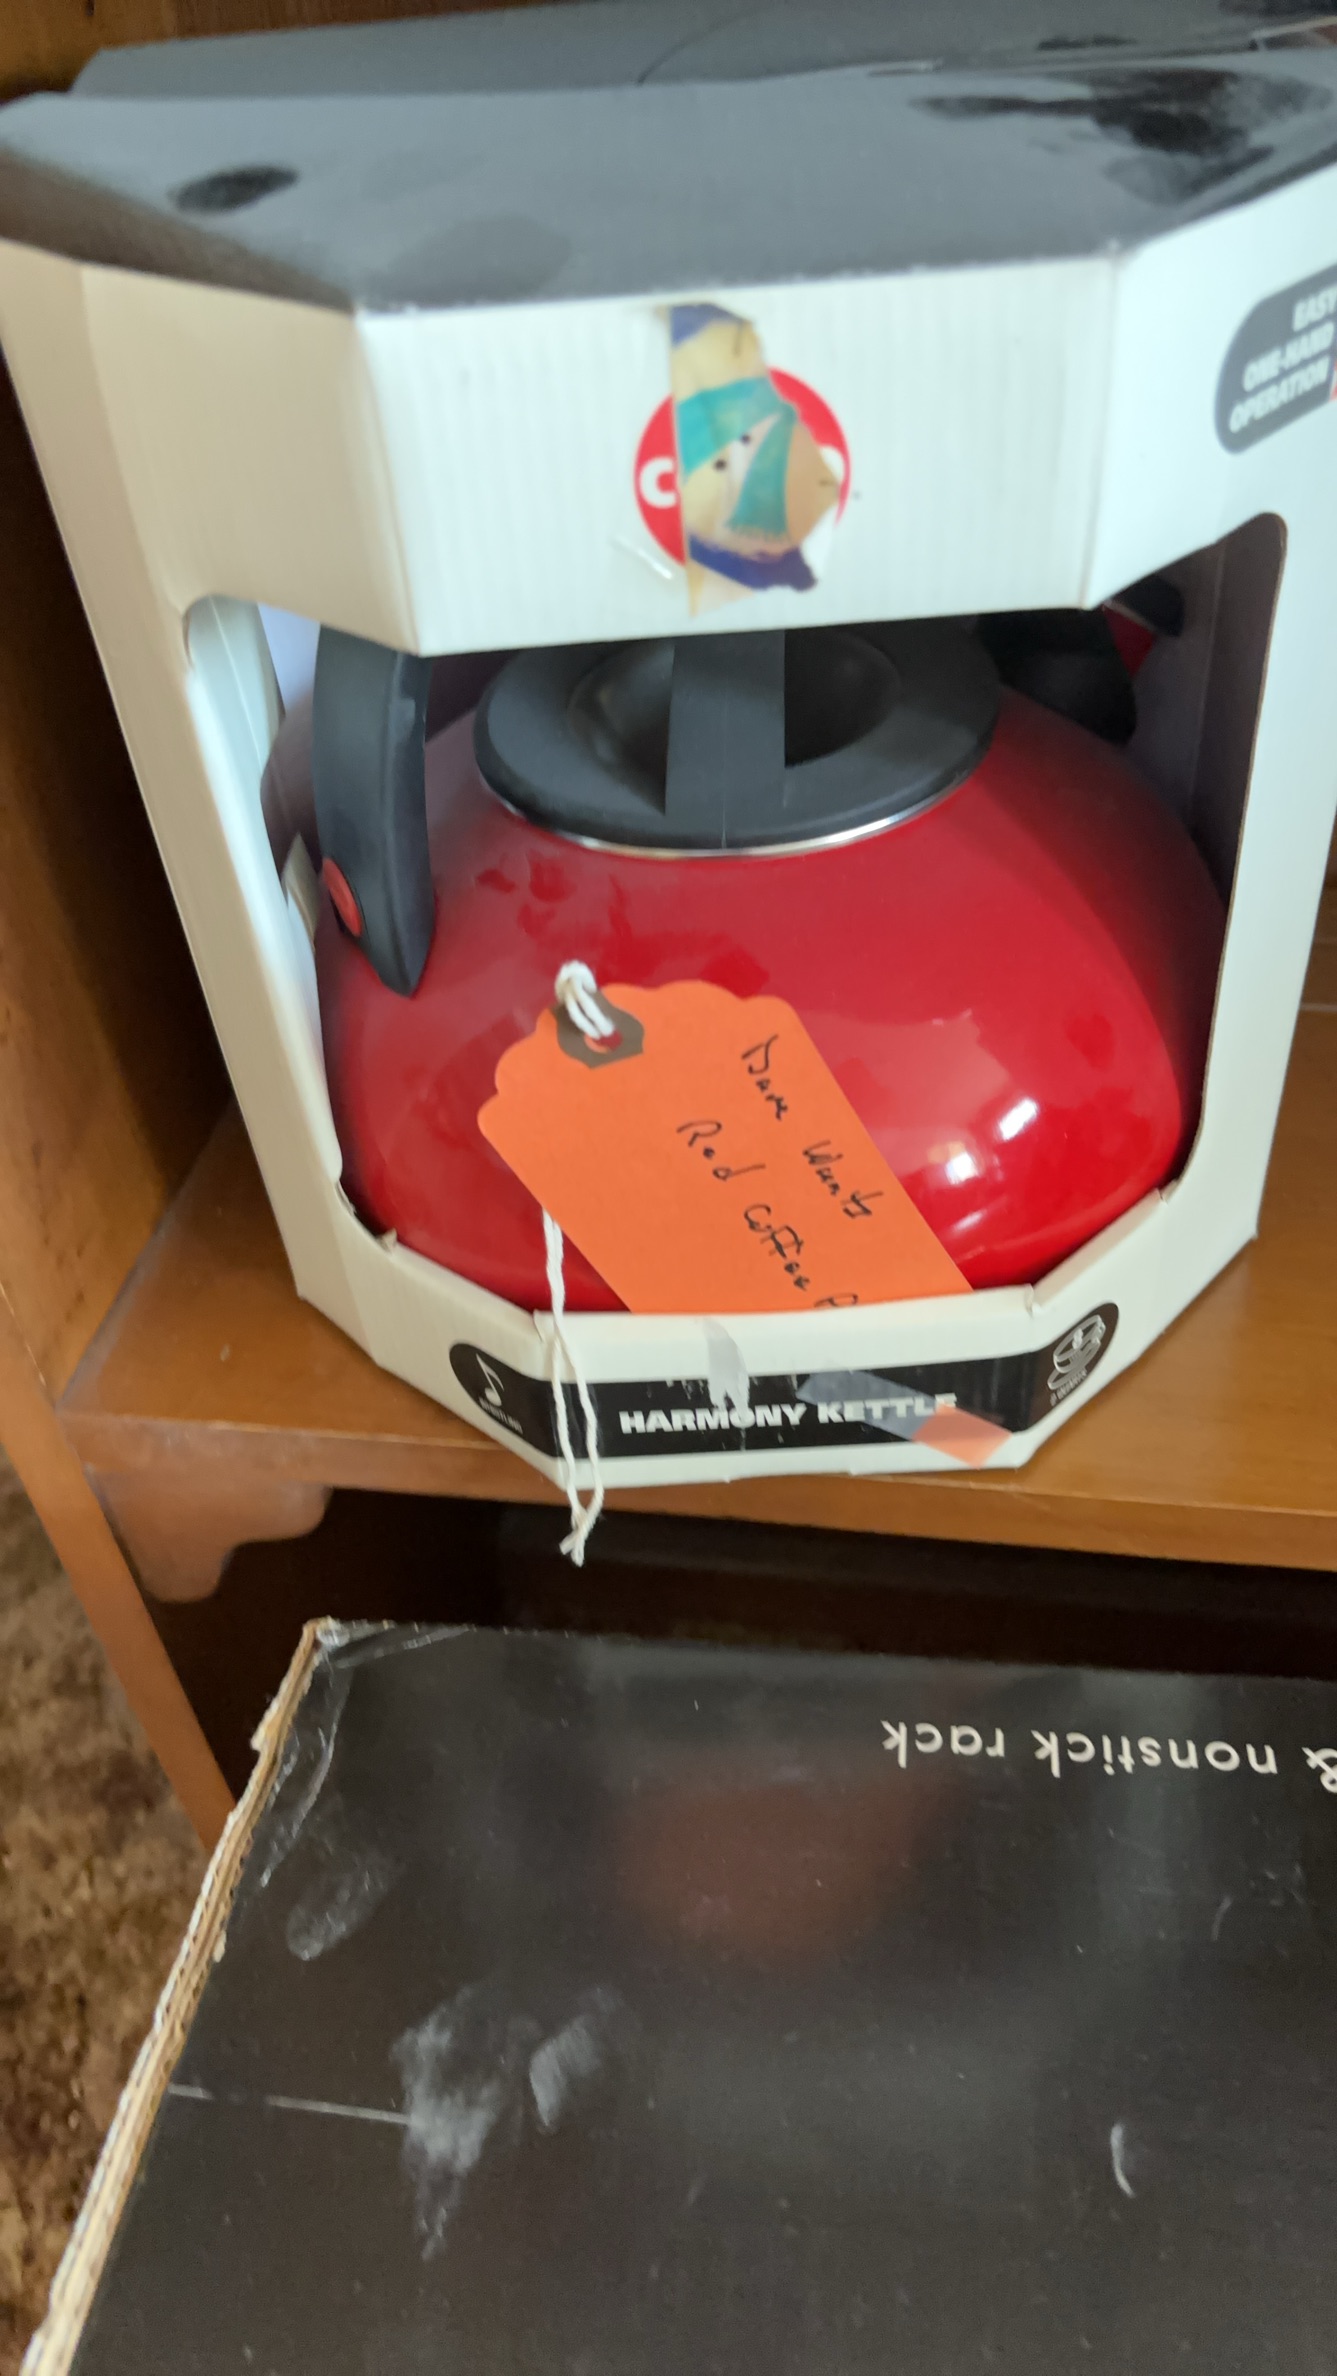 EASY
ONE-HAND
OPERATION
C
Dave Wants
Red Coffee P
HARMONY KETTLE
& nonstick rack